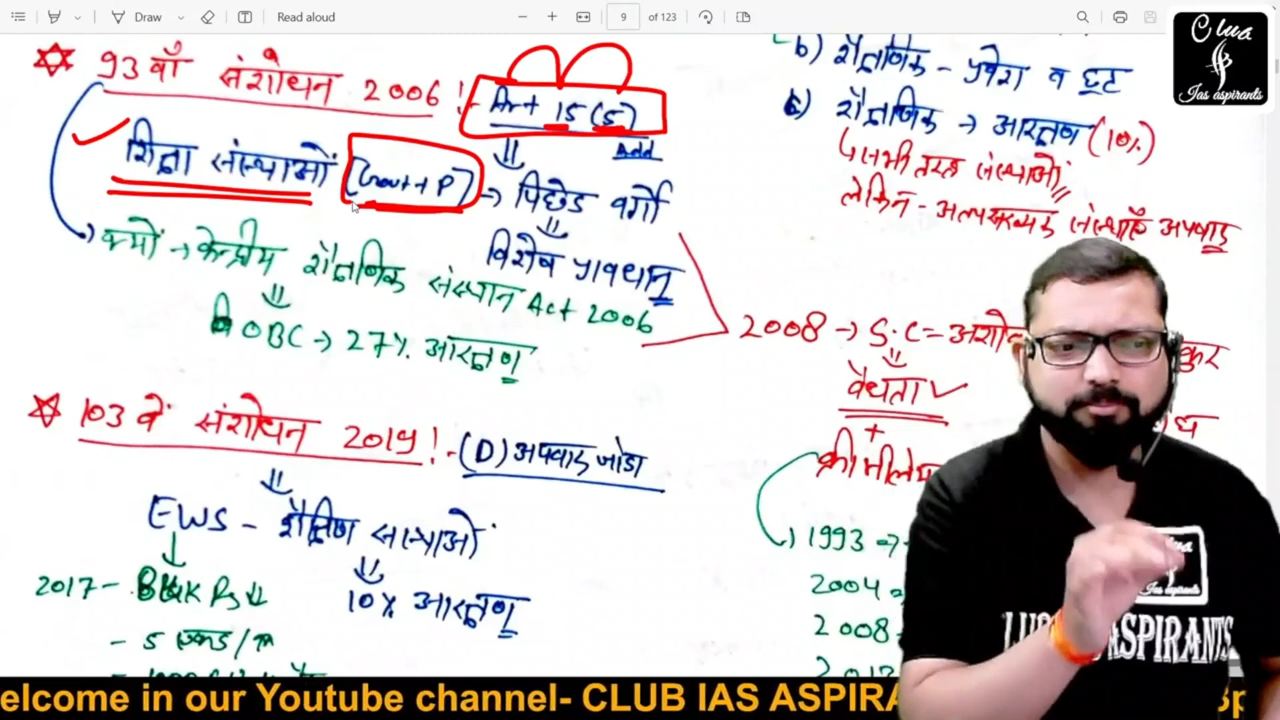 Draw
Read aloud
9 of 123
93 वाँ संशोधन 2006 !- Art 15 (5)
Add
शिक्षा संस्थाओं (Govt + P) → पिछड़े वर्गों
विशेष प्रावधान
क्यों → केन्द्रीय शैक्षणिक संस्थान Act 2006
OBC → 27% आरक्षण
103 वें संशोधन 2019 !- (D) अपवाद जोडा
EWS - संस्थाओं
10% आरक्षण
2017 -
- 5 एकड़ /
b) शैक्षणिक - प्रवेश व छूट
c) शैक्षणिक → आरक्षण (10%)
सभी तरह संस्थाओं
लेकिन - अल्पसंख्यक संस्थाएँ अपवाद
2008 → S.C =
वैधता
+
1993 →
2004
2008
Clua
Ias aspirants
Ias aspirants
ASPIRANTS
elcome in our Youtube channel- CLUB IAS ASPIRA